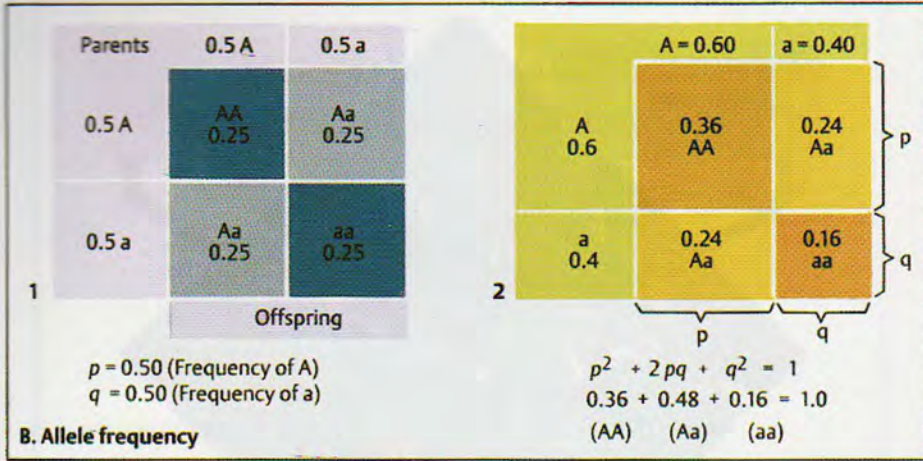 Parents 0.5 A 0.5 a
0.5 A
AA
0.25
Aa
0.25
0.5 a
Aa
0.25
aa
0.25
1
Offspring
p = 0.50 (Frequency of A)
q = 0.50 (Frequency of a)
B. Allele frequency
A = 0.60 a = 0.40
A
0.6
0.36
AA
0.24
Aa
p
a
0.4
0.24
Aa
0.16
aa
q
2
p q
p² + 2pq + q² = 1
0.36 + 0.48 + 0.16 = 1.0
(AA) (Aa) (aa)